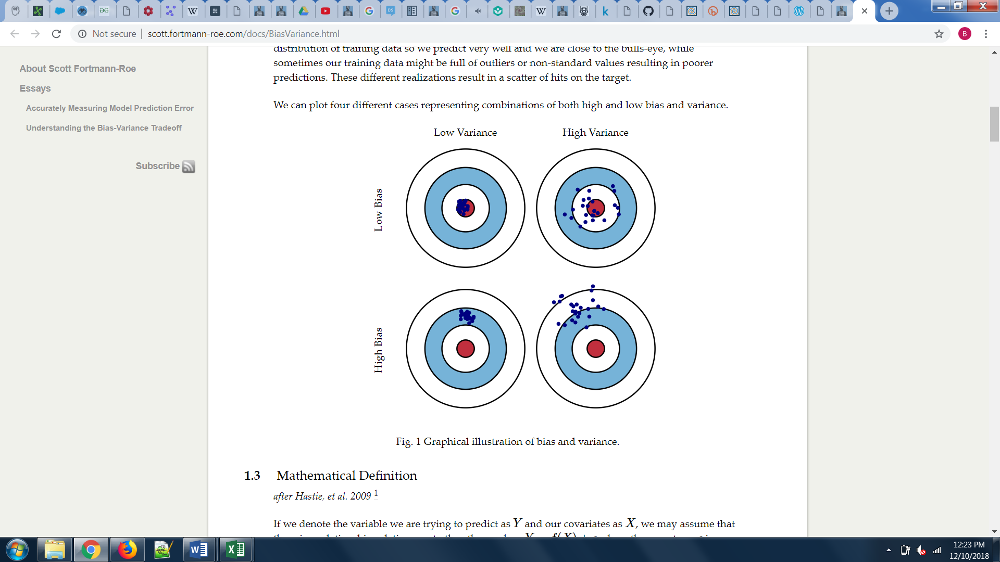 Not secure
scott.fortmann-roe.com/docs/BiasVariance.html
B
About Scott Fortmann-Roe
Essays
Accurately Measuring Model Prediction Error
Understanding the Bias-Variance Tradeoff
Subscribe
distribution of training data so we predict very well and we are close to the bulls-eye, while
sometimes our training data might be full of outliers or non-standard values resulting in poorer
predictions. These different realizations result in a scatter of hits on the target.
We can plot four different cases representing combinations of both high and low bias and variance.
Low Variance
High Variance
Low Bias
High Bias
Fig. 1 Graphical illustration of bias and variance.
1.3 Mathematical Definition
after Hastie, et al. 2009 1
If we denote the variable we are trying to predict as Y and our covariates as X, we may assume that
12:23 PM
12/10/2018